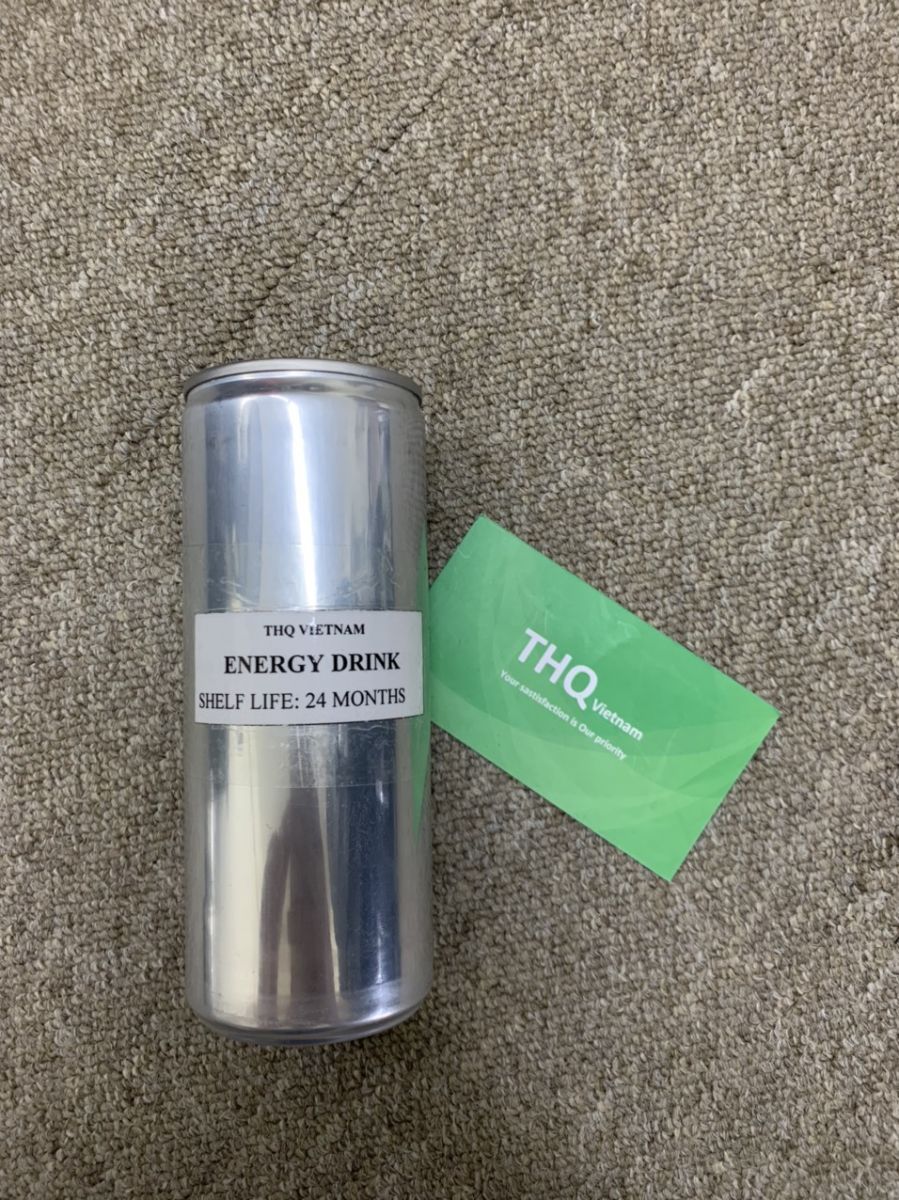 THQ VIETNAM
ENERGY DRINK
SHELF LIFE: 24 MONTHS
THQ Vietnam
Your sastisfaction is Our priority